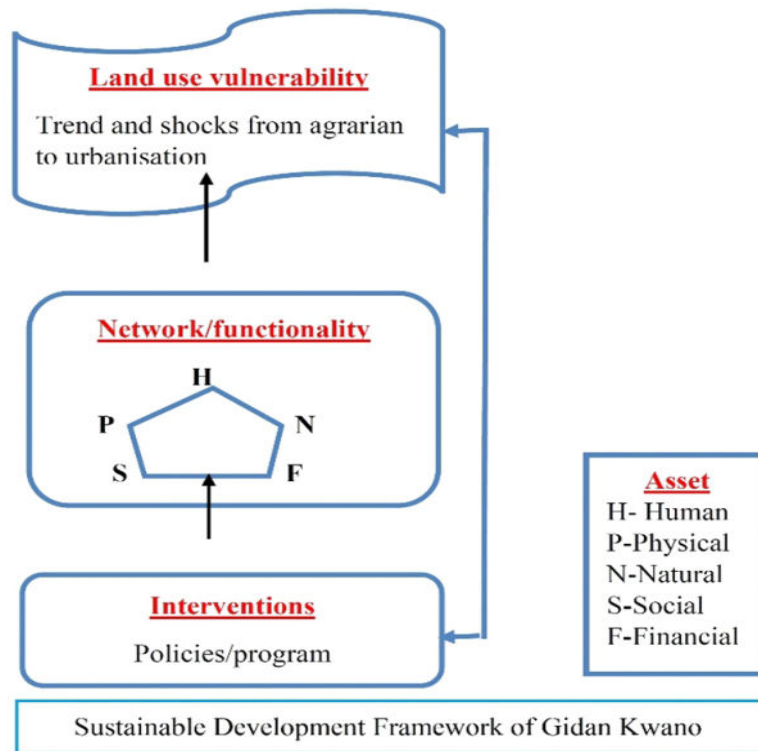 Land use vulnerability
Trend and shocks from agrarian
to urbanisation
Network/functionality
H
P
N
S
F
Interventions
Policies/program
Asset
H- Human
P-Physical
N-Natural
S-Social
F-Financial
Sustainable Development Framework of Gidan Kwano